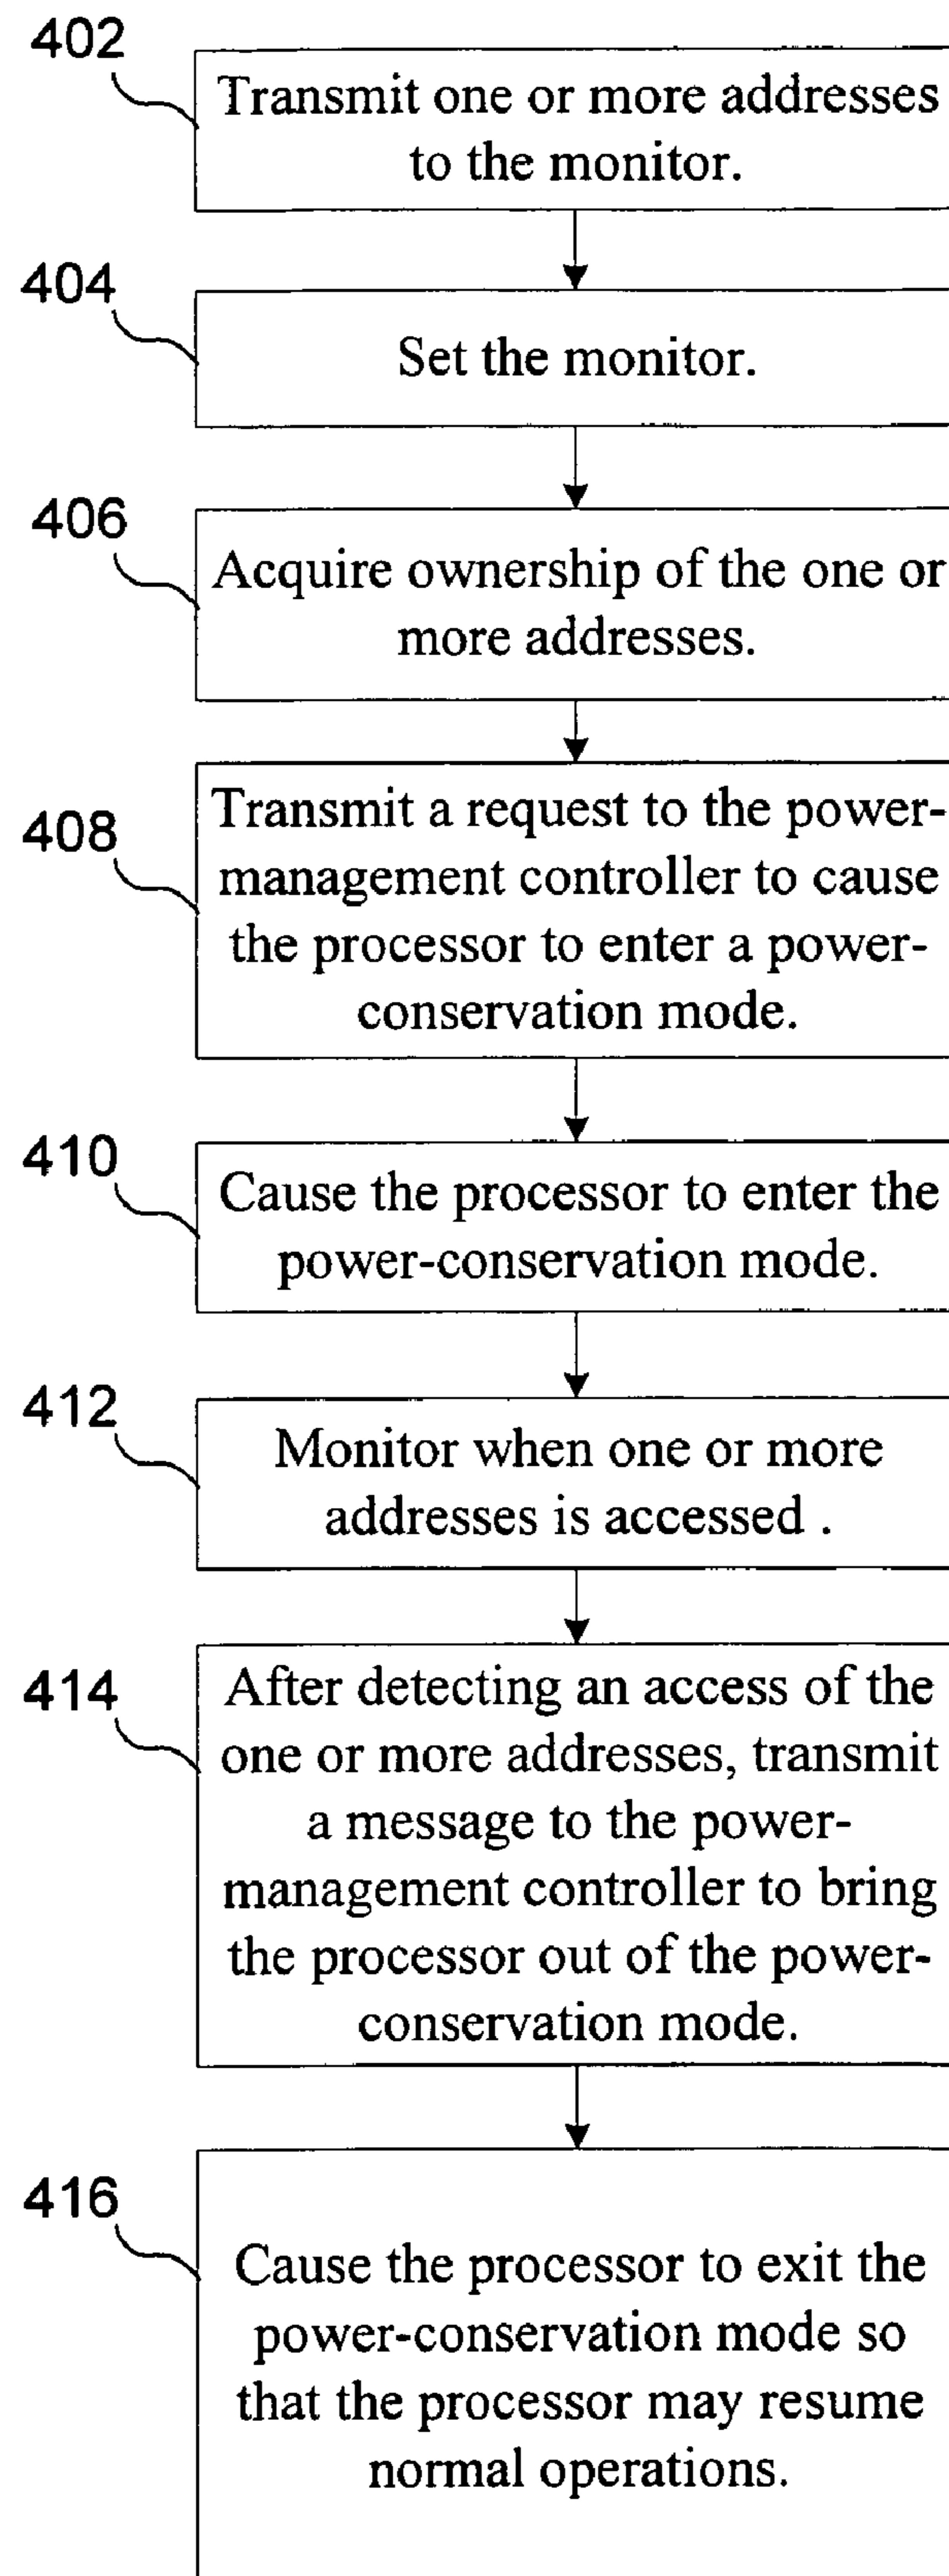 402
Transmit one or more addresses
to the monitor.
404
Set the monitor.
406
Acquire ownership of the one or
more addresses.
408
Transmit a request to the power-
management controller to cause
the processor to enter a power-
conservation mode.
410
Cause the processor to enter the
power-conservation mode.
412
Monitor when one or more
addresses is accessed .
414
After detecting an access of the
one or more addresses, transmit
a message to the power-
management controller to bring
the processor out of the power-
conservation mode.
416
Cause the processor to exit the
power-conservation mode so
that the processor may resume
normal operations.